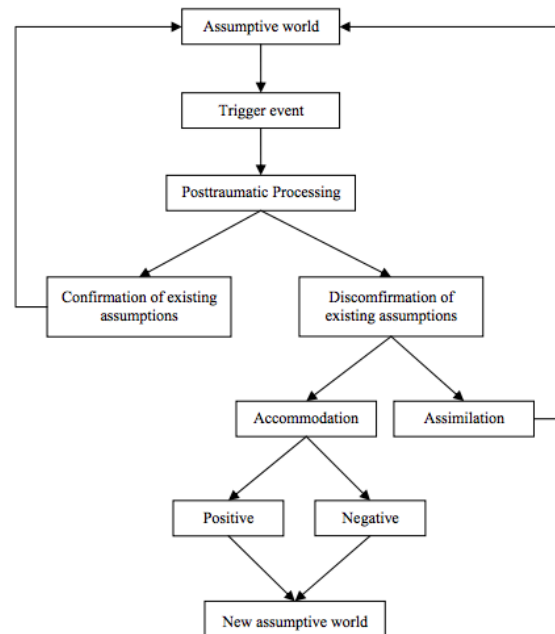 Assumptive world
Trigger event
Posttraumatic Processing
Confirmation of existing
assumptions
Discomfirmation of
existing assumptions
Accommodation
Assimilation
Positive
Negative
New assumptive world